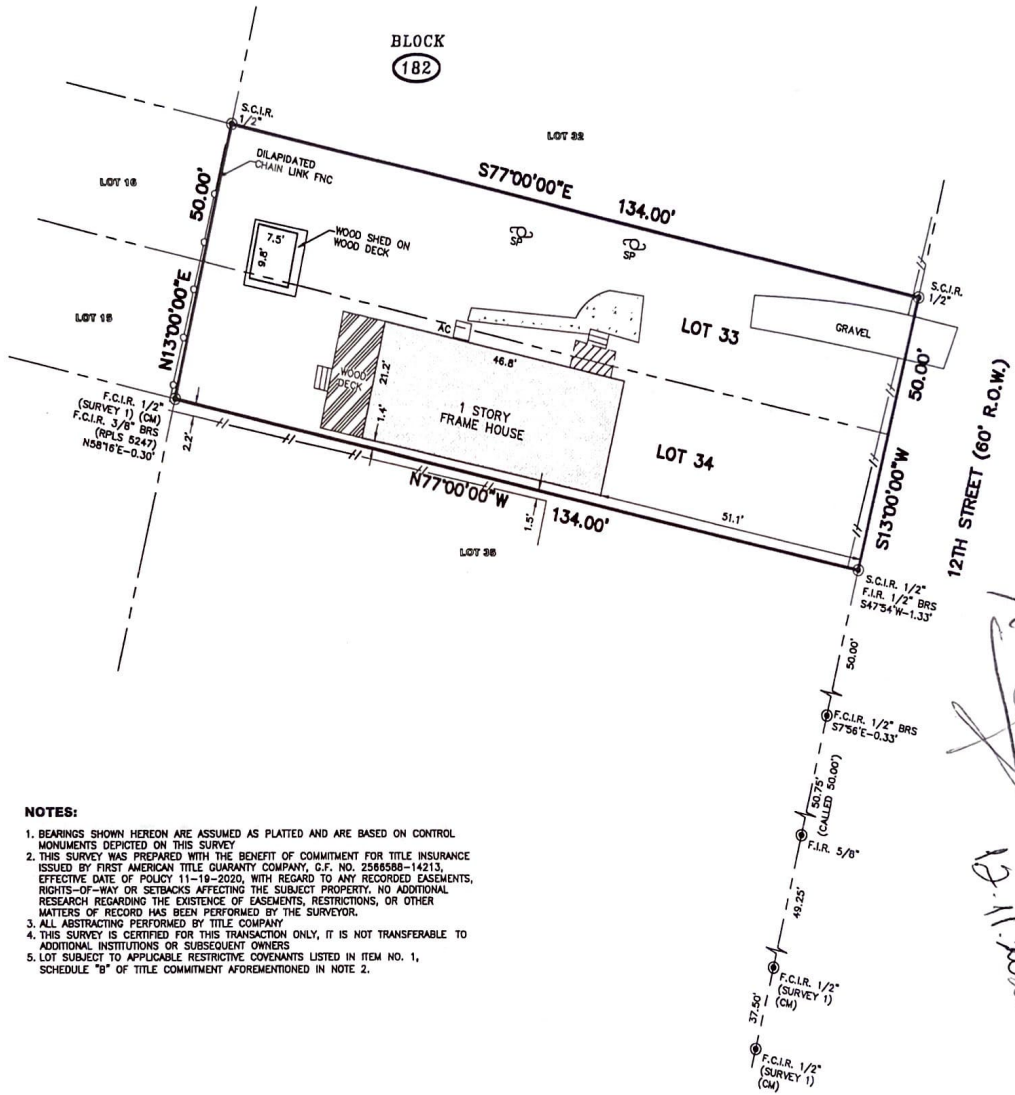 BLOCK
182
S.C.I.R.
1/2"
LOT 32
DILAPIDATED
CHAIN LINK FNC
LOT 16
50.00'
S77°00'00"E
134.00'
SP
SP
WOOD SHED ON
WOOD DECK
7.5'
9.8'
S.C.I.R.
1/2"
N13°00'00"E
LOT 15
AC
46.8'
LOT 33
GRAVEL
50.00'
WOOD
DECK
21.2'
1.4'
1 STORY
FRAME HOUSE
LOT 34
F.C.I.R. 1/2"
(SURVEY 1) (CM)
F.C.I.R. 3/8" BRS
(RPLS 5247)
N58°16'E-0.30'
2.2'
N77°00'00"W
134.00'
1.5'
51.1'
S13°00'00"W
12TH STREET (60' R.O.W.)
LOT 35
S.C.I.R. 1/2"
F.I.R. 1/2" BRS
S47°54'W-1.33'
50.00'
F.C.I.R. 1/2" BRS
S7°56'E-0.33'
50.75'
(CALLED 50.00')
F.I.R. 5/8"
49.25'
F.C.I.R. 1/2"
(SURVEY 1)
(CM)
37.50'
F.C.I.R. 1/2"
(SURVEY 1)
(CM)
NOTES:
1. BEARINGS SHOWN HEREON ARE ASSUMED AS PLATTED AND ARE BASED ON CONTROL
MONUMENTS DEPICTED ON THIS SURVEY
2. THIS SURVEY WAS PREPARED WITH THE BENEFIT OF COMMITMENT FOR TITLE INSURANCE
ISSUED BY FIRST AMERICAN TITLE GUARANTY COMPANY, G.F. NO. 2566588-14213,
EFFECTIVE DATE OF POLICY 11-19-2020, WITH REGARD TO ANY RECORDED EASEMENTS,
RIGHTS-OF-WAY OR SETBACKS AFFECTING THE SUBJECT PROPERTY. NO ADDITIONAL
RESEARCH REGARDING THE EXISTENCE OF EASEMENTS, RESTRICTIONS, OR OTHER
MATTERS OF RECORD HAS BEEN PERFORMED BY THE SURVEYOR.
3. ALL ABSTRACTING PERFORMED BY TITLE COMPANY
4. THIS SURVEY IS CERTIFIED FOR THIS TRANSACTION ONLY, IT IS NOT TRANSFERABLE TO
ADDITIONAL INSTITUTIONS OR SUBSEQUENT OWNERS
5. LOT SUBJECT TO APPLICABLE RESTRICTIVE COVENANTS LISTED IN ITEM NO. 1,
SCHEDULE "B" OF TITLE COMMITMENT AFOREMENTIONED IN NOTE 2.